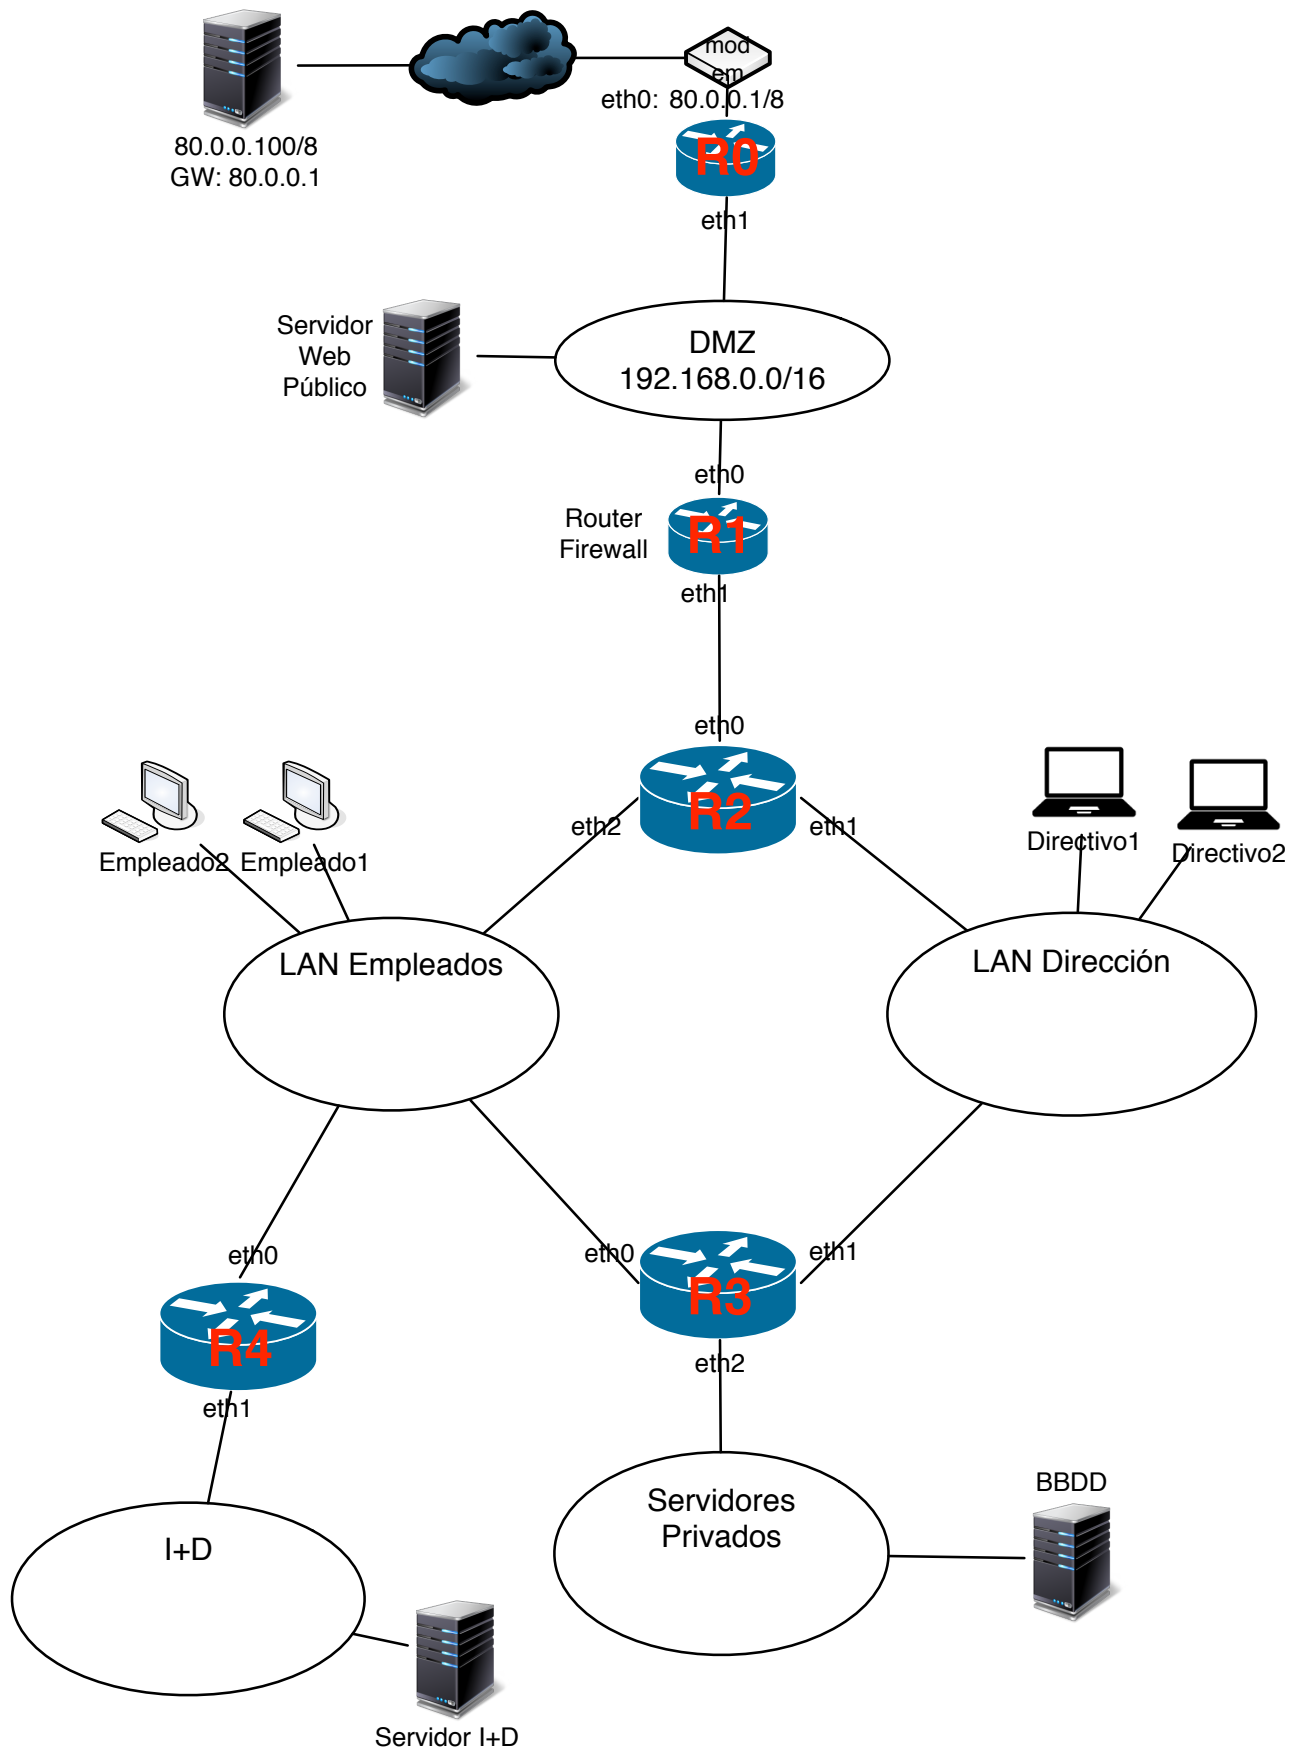 mod
em
eth0: 80.0.0.1/8
80.0.0.100/8
GW: 80.0.0.1
R0
eth1
Servidor
Web
Público
DMZ
192.168.0.0/16
eth0
Router
Firewall
R1
eth1
eth0
R2
eth2
eth1
Empleado2
Empleado1
Directivo1
Directivo2
LAN Empleados
LAN Dirección
eth0
R4
eth1
eth0
eth1
R3
eth2
I+D
Servidor I+D
Servidores
Privados
BBDD